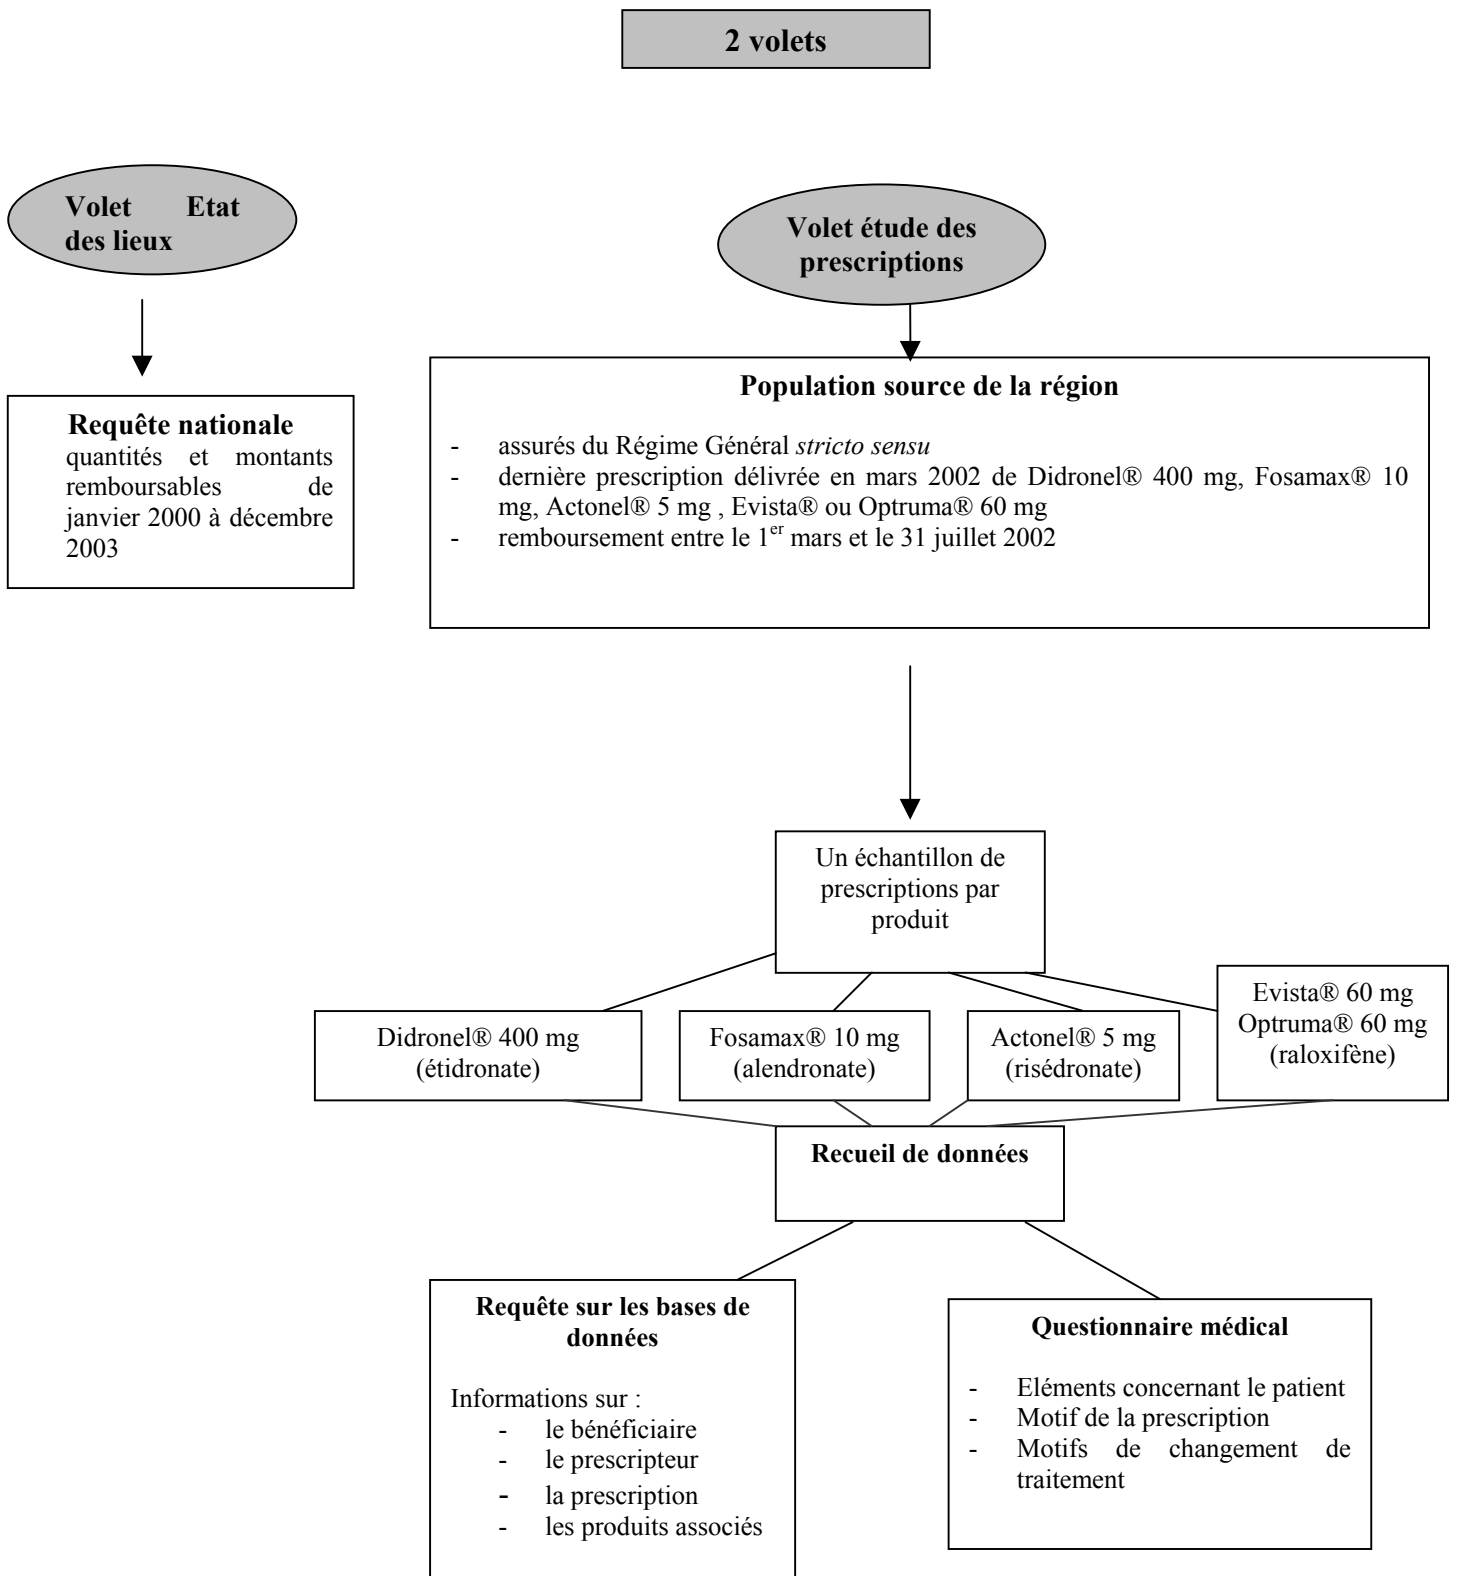 2 volets
Volet Etat
des lieux
Volet étude des
prescriptions
Requête nationale
quantités et montants
remboursables de
janvier 2000 à décembre
2003
Population source de la région
- assurés du Régime Général stricto sensu
- dernière prescription délivrée en mars 2002 de Didronel® 400 mg, Fosamax® 10
mg, Actonel® 5 mg , Evista® ou Optruma® 60 mg
- remboursement entre le 1er mars et le 31 juillet 2002
Un échantillon de
prescriptions par
produit
Didronel® 400 mg
(étidronate)
Fosamax® 10 mg
(alendronate)
Actonel® 5 mg
(risédronate)
Evista® 60 mg
Optruma® 60 mg
(raloxifène)
Recueil de données
Requête sur les bases de
données
Informations sur :
- le bénéficiaire
- le prescripteur
- la prescription
- les produits associés
Questionnaire médical
- Eléments concernant le patient
- Motif de la prescription
- Motifs de changement de
traitement